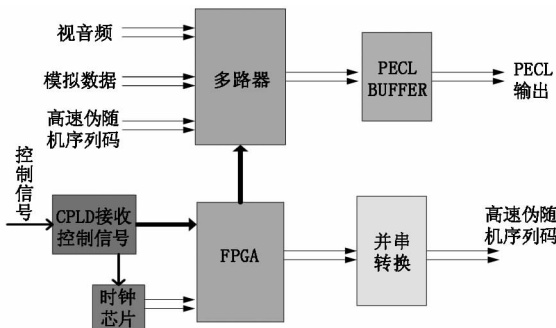 视音频
模拟数据
高速伪随
机序列码
多路器
PECL
BUFFER
PECL
输出
控制信号
CPLD接收
控制信号
时钟
芯片
FPGA
并串
转换
高速伪随
机序列码